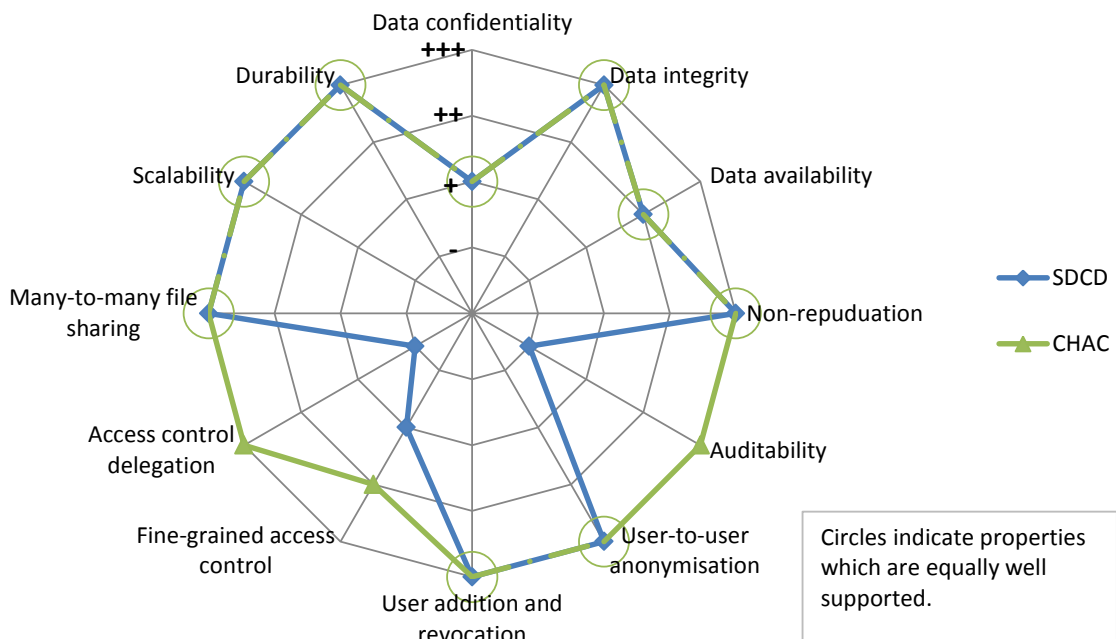 Data confidentiality
+++
Durability
Data integrity
++
Scalability
Data availability
+
-
Many-to-many file
sharing
Non-repuduation
SDCD
CHAC
Access control
delegation
Auditability
Fine-grained access
control
User-to-user
anonymisation
User addition and
revocation
Circles indicate properties
which are equally well
supported.